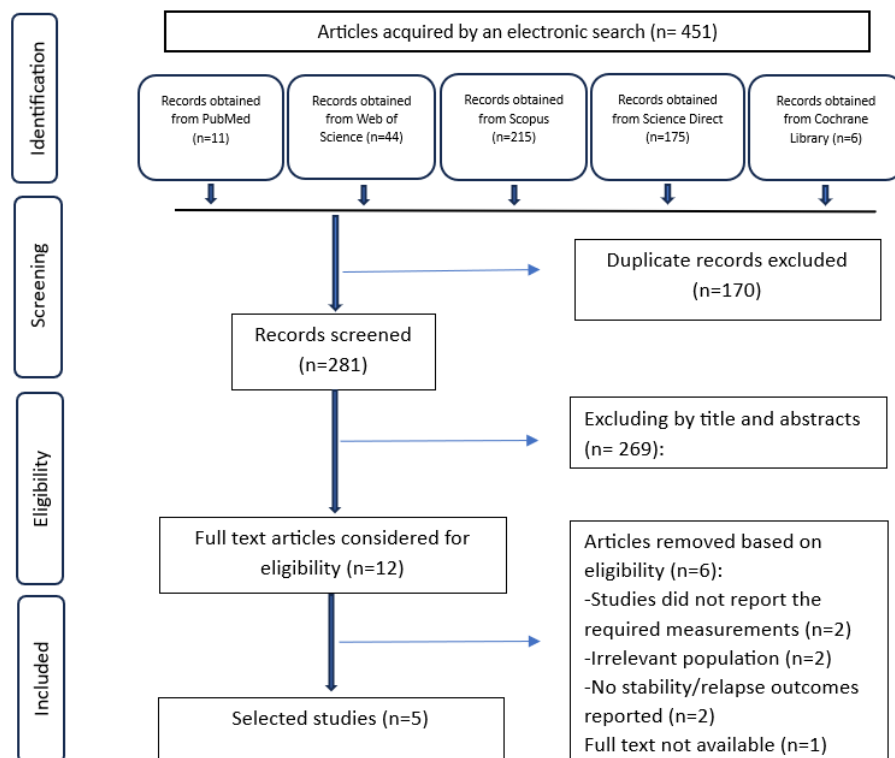 Identification
Articles acquired by an electronic search (n= 451)
Records obtained
from PubMed
(n=11)
Records obtained
from Web of
Science (n=44)
Records obtained
from Scopus
(n=215)
Records obtained
from Science Direct
(n=175)
Records obtained
from Cochrane
Library (n=6)
Screening
Duplicate records excluded
(n=170)
Records screened
(n=281)
Eligibility
Excluding by title and abstracts
(n= 269):
Full text articles considered for
eligibility (n=12)
Articles removed based on
eligibility (n=6):
-Studies did not report the
required measurements (n=2)
-Irrelevant population (n=2)
-No stability/relapse outcomes
reported (n=2)
Full text not available (n=1)
Included
Selected studies (n=5)